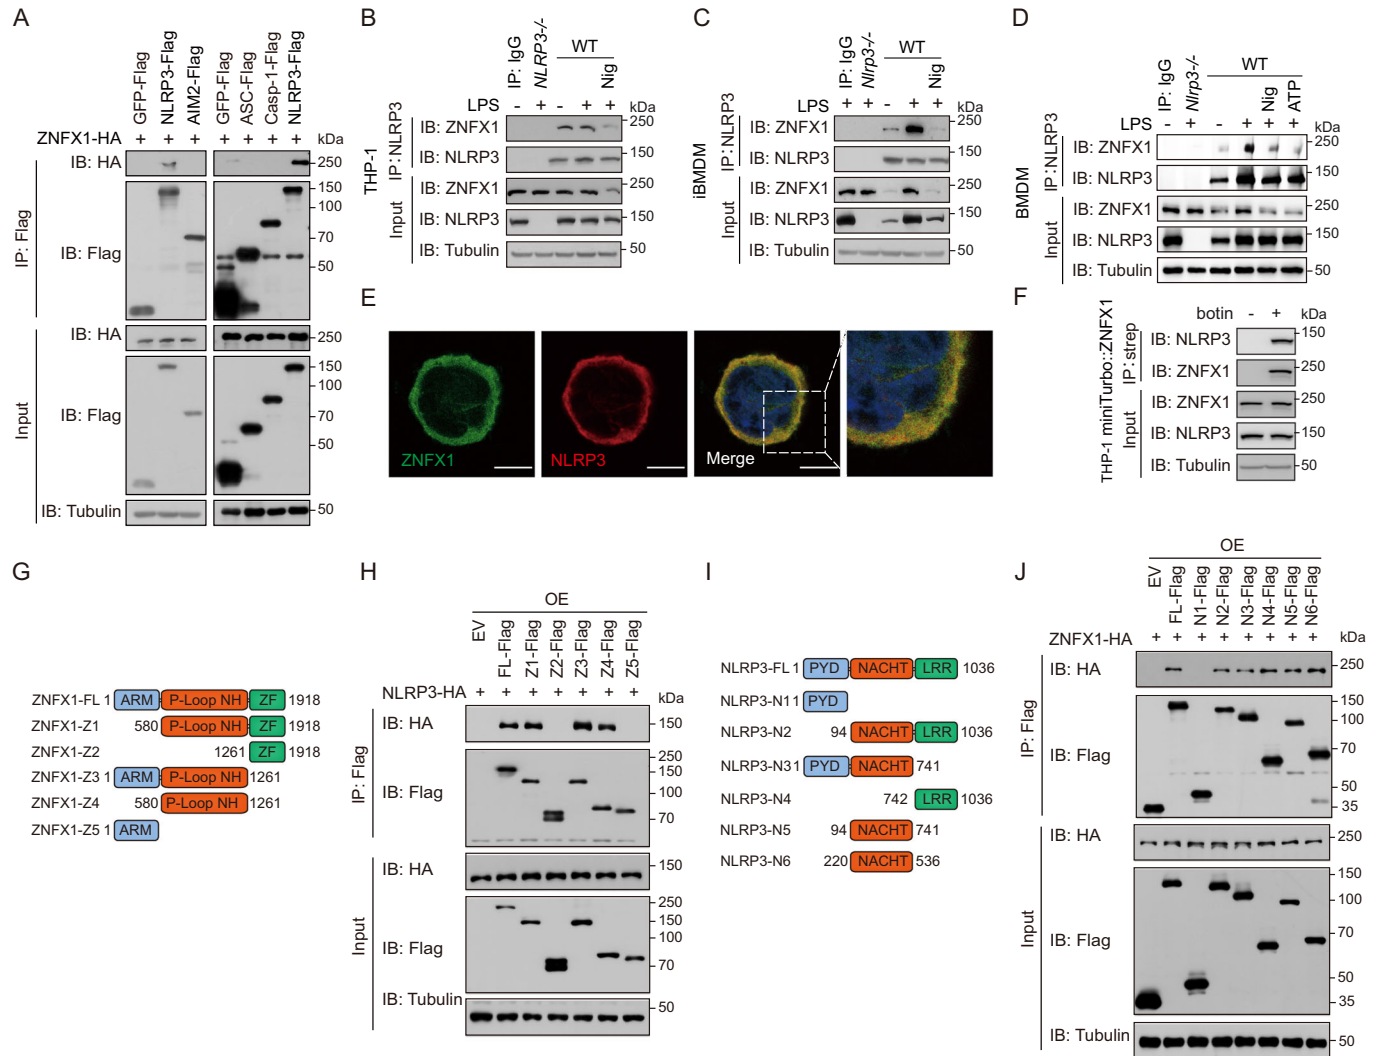 A
GFP-Flag
NLRP3-Flag
AIM2-Flag
GFP-Flag
ASC-Flag
Casp-1-Flag
NLRP3-Flag
ZNFX1-HA + + + + + + + kDa
IP: Flag
IB: HA 250
IB: Flag 150
100
70
50
Input
IB: HA 250
IB: Flag 150
100
70
50
IB: Tubulin 50
B
THP-1
IP: IgG
NLRP3-/-
WT
Nig
LPS - + - + + kDa
IP:NLRP3
IB: ZNFX1 250
IB: NLRP3 150
Input
IB: ZNFX1 250
IB: NLRP3 150
IB: Tubulin 50
C
iBMDM
IP: IgG
Nlrp3-/-
WT
Nig
LPS + + - + + kDa
IP:NLRP3
IB: ZNFX1 250
IB: NLRP3 150
Input
IB: ZNFX1 250
IB: NLRP3 150
IB: Tubulin 50
D
BMDM
IP: IgG
Nlrp3-/-
WT
Nig
ATP
LPS - + - + + + kDa
IP:NLRP3
IB: ZNFX1 250
IB: NLRP3 150
Input
IB: ZNFX1 250
IB: NLRP3 150
IB: Tubulin 50
E
ZNFX1
NLRP3
Merge
F
THP-1 miniTurbo::ZNFX1
botin - + kDa
IP: strep
IB: NLRP3 150
IB: ZNFX1 250
Input
IB: ZNFX1 250
IB: NLRP3 150
IB: Tubulin 50
G
ZNFX1-FL 1 ARM P-Loop NH ZF 1918
ZNFX1-Z1 580 P-Loop NH ZF 1918
ZNFX1-Z2 1261 ZF 1918
ZNFX1-Z3 1 ARM P-Loop NH 1261
ZNFX1-Z4 580 P-Loop NH 1261
ZNFX1-Z5 1 ARM
H
OE
EV
FL-Flag
Z1-Flag
Z2-Flag
Z3-Flag
Z4-Flag
Z5-Flag
NLRP3-HA + + + + + + + kDa
IP: Flag
IB: HA 150
IB: Flag 250
150
100
70
Input
IB: HA 150
IB: Flag 250
150
100
70
IB: Tubulin 50
I
NLRP3-FL 1 PYD NACHT LRR 1036
NLRP3-N11 PYD
NLRP3-N2 94 NACHT LRR 1036
NLRP3-N31 PYD NACHT 741
NLRP3-N4 742 LRR 1036
NLRP3-N5 94 NACHT 741
NLRP3-N6 220 NACHT 536
J
OE
EV
FL-Flag
N1-Flag
N2-Flag
N3-Flag
N4-Flag
N5-Flag
N6-Flag
ZNFX1-HA + + + + + + + + kDa
IP: Flag
IB: HA 250
IB: Flag 150
100
70
50
35
Input
IB: HA 250
IB: Flag 150
100
70
50
35
IB: Tubulin 50